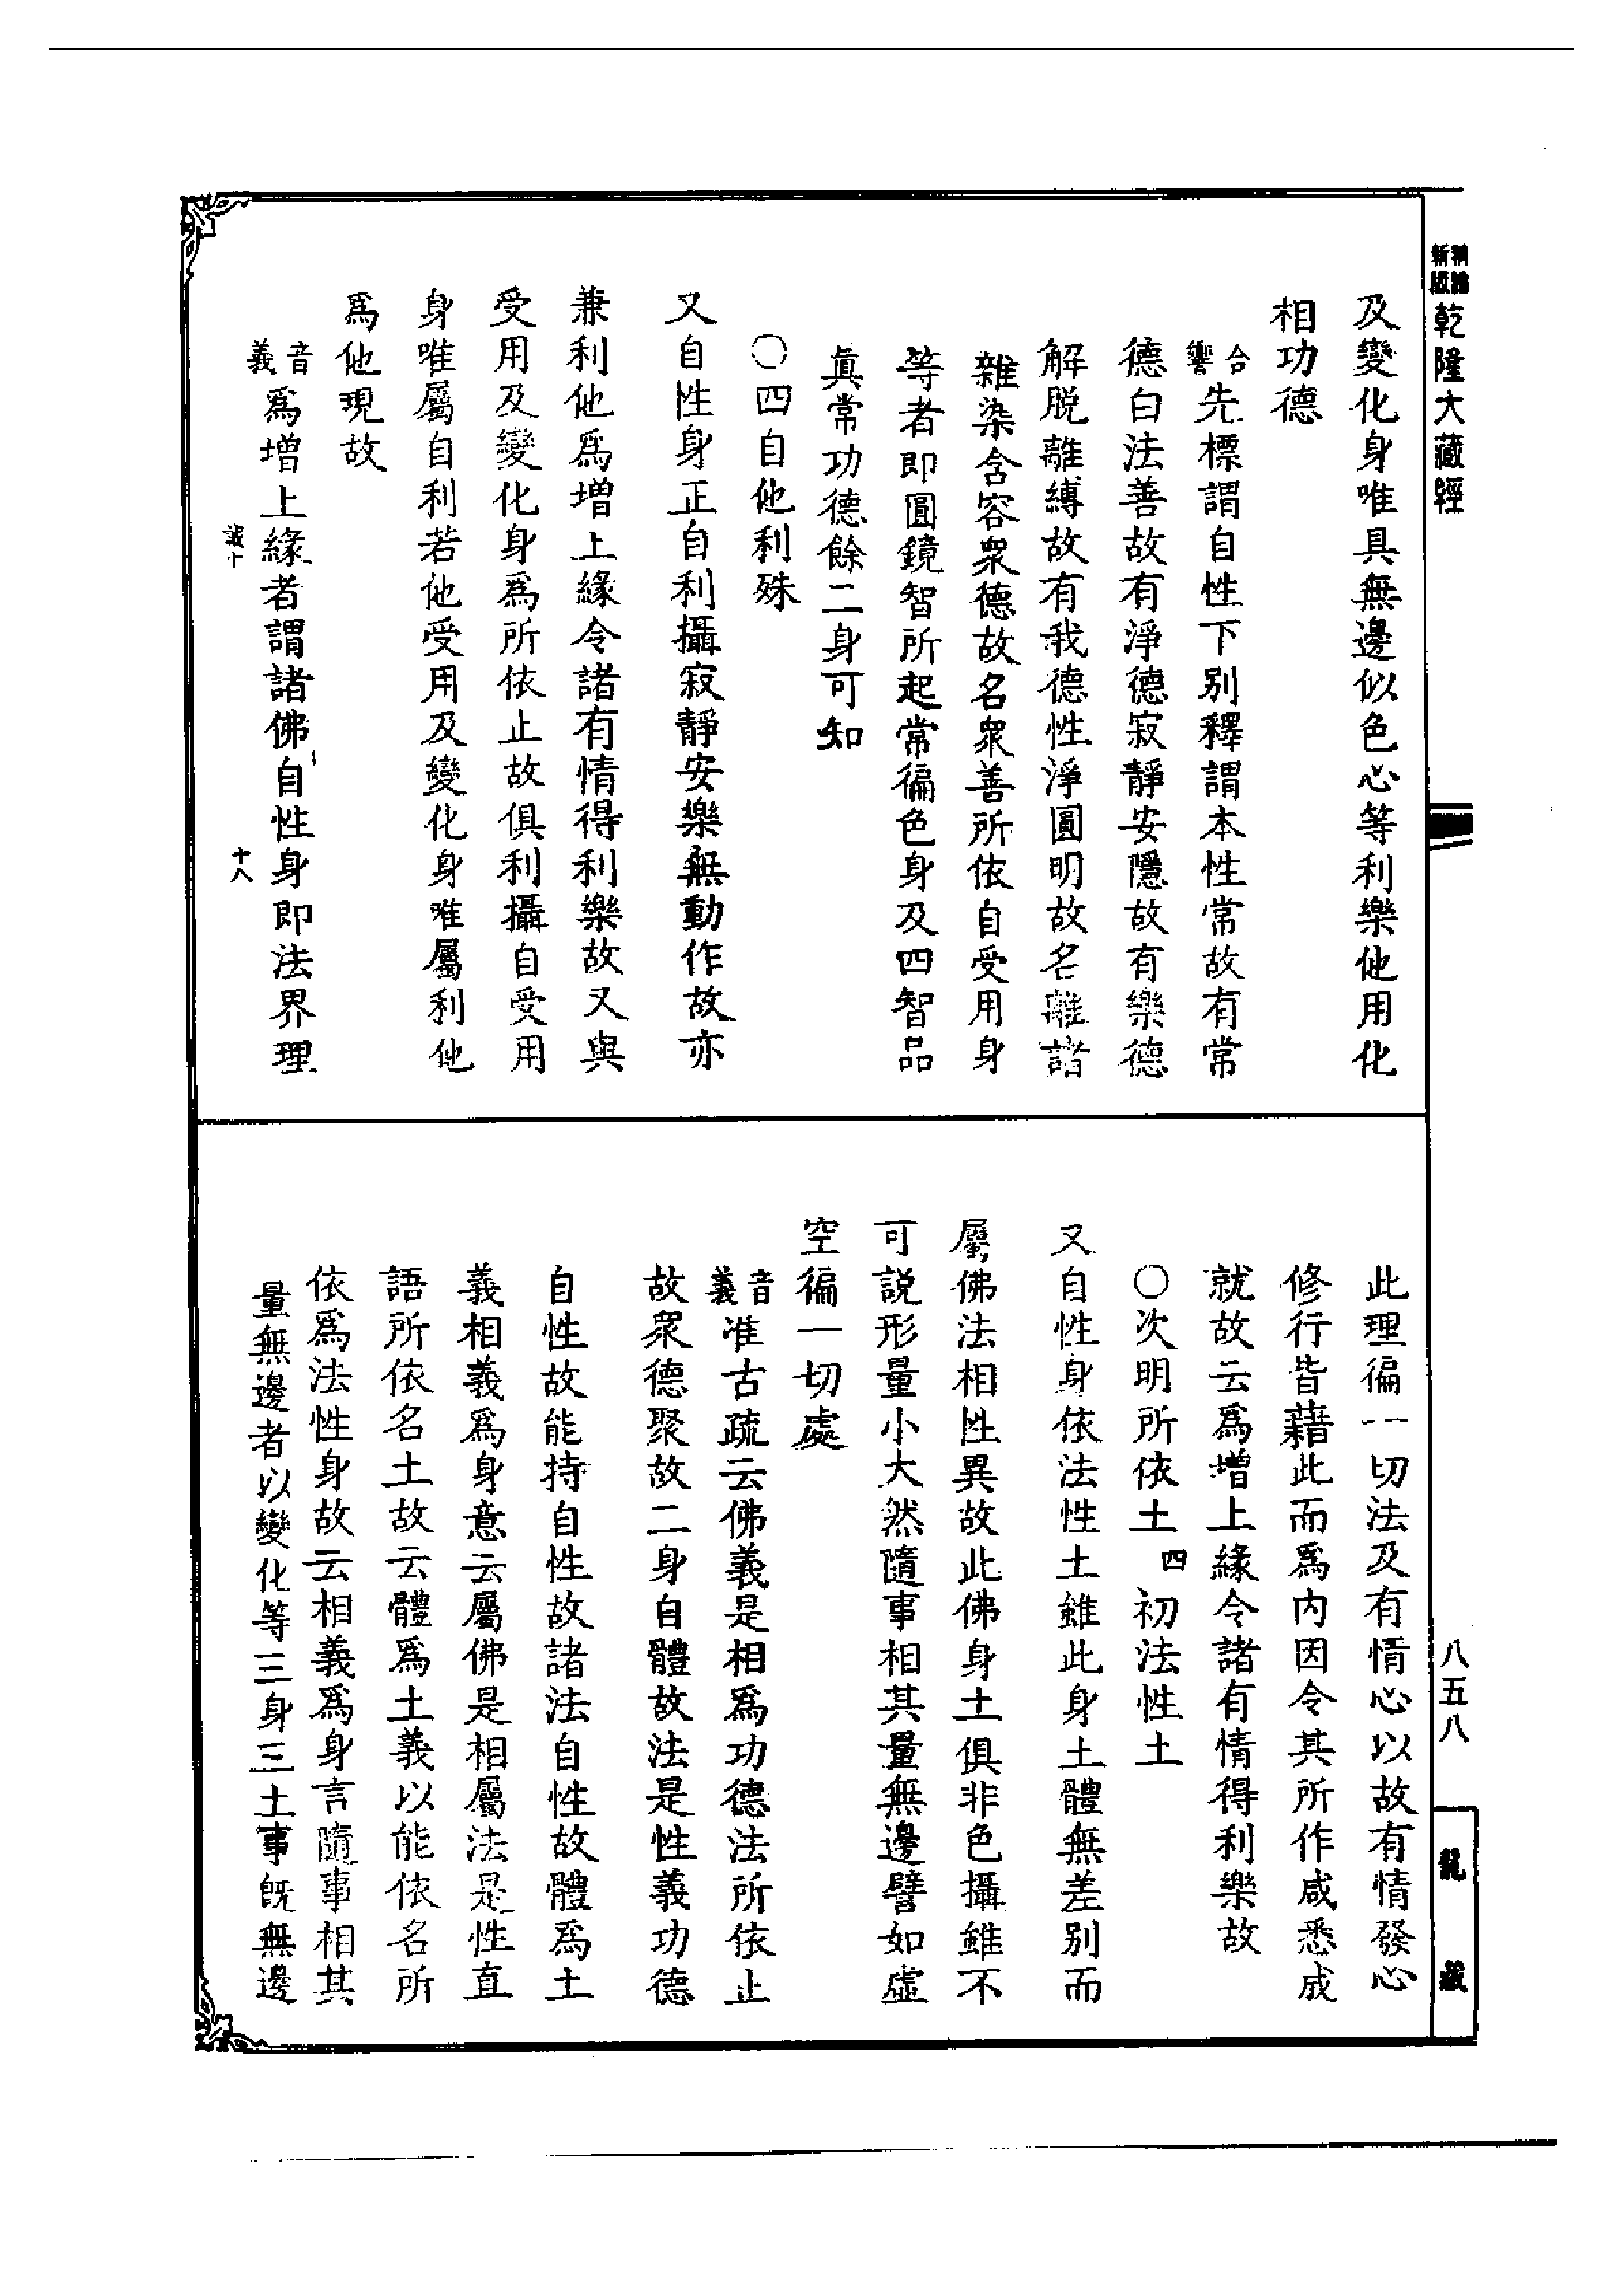 乾隆大藏經
及變化身唯具無邊似色心等利樂他用化
相功德
合響先標謂自性下別釋謂本性常故有常
德白法善故有淨德寂靜安隱故有樂德
解脫離縛故有我德性淨圓明故名離諸
雜染含容衆德故名衆善所依自受用身
等者即圓鏡智所起常徧色身及四智品
眞常功德餘二身可知
○四自他利殊
又自性身正自利攝寂靜安樂無動作故亦
兼利他爲增上緣令諸有情得利樂故又與
受用及變化身爲所依止故俱利攝自受用
身唯屬自利若他受用及變化身唯屬利他
爲他現故
音義爲增上緣者謂諸佛自性身即法界理
十八
此理徧一切法及有情心以故有情發心
修行皆藉此而爲内因令其所作咸悉成
就故云爲增上緣令諸有情得利樂故
○次明所依土四初法性土
又自性身依法性土雖此身土體無差別而
屬佛法相性異故此佛身土俱非色攝雖不
可說形量小大然隨事相其量無邊譬如虛
空徧一切處
音義准古疏云佛義是相爲功德法所依止
故衆德聚故二身自體故法是性義功德
自性故能持自性故諸法自性故體爲土
義相義爲身意云屬佛是相屬法是性直
語所依名土故云體爲土義以能依名所
依爲法性身故云相義爲身言隨事相其
量無邊者以變化等三身三土事既無邊
八五八
龍藏